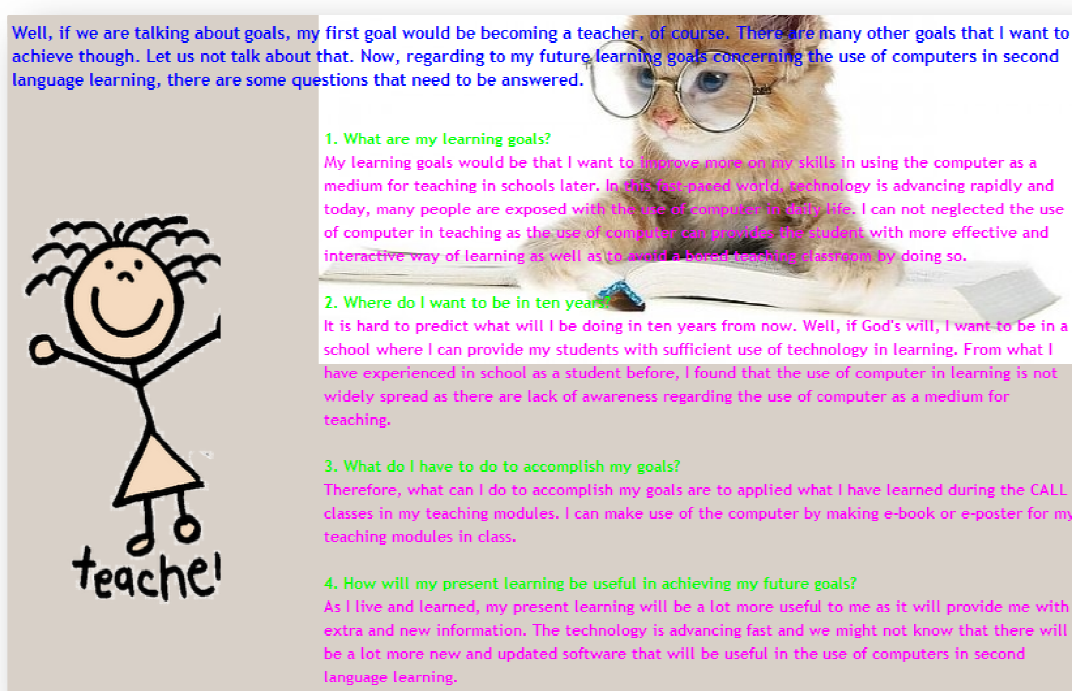 Well, if we are talking about goals, my first goal would be becoming a teacher, of course. There are many other goals that I want to
achieve though. Let us not talk about that. Now, regarding to my future learning goals concerning the use of computers in second
language learning, there are some questions that need to be answered.
1. What are my learning goals?
My learning goals would be that I want to improve more on my skills in using the computer as a
medium for teaching in schools later. In this fast-paced world, technology is advancing rapidly and
today, many people are exposed with the use of computer in daily life. I can not neglected the use
of computer in teaching as the use of computer can provides the student with more effective and
interactive way of learning as well as to avoid a bored teaching classroom by doing so.
2. Where do I want to be in ten years?
It is hard to predict what will I be doing in ten years from now. Well, if God's will, I want to be in a
school where I can provide my students with sufficient use of technology in learning. From what I
have experienced in school as a student before, I found that the use of computer in learning is not
widely spread as there are lack of awareness regarding the use of computer as a medium for
teaching.
3. What do I have to do to accomplish my goals?
Therefore, what can I do to accomplish my goals are to applied what I have learned during the CALL
classes in my teaching modules. I can make use of the computer by making e-book or e-poster for my
teaching modules in class.
teache
4. How will my present learning be useful in achieving my future goals?
As I live and learned, my present learning will be a lot more useful to me as it will provide me with
extra and new information. The technology is advancing fast and we might not know that there will
be a lot more new and updated software that will be useful in the use of computers in second
language learning.